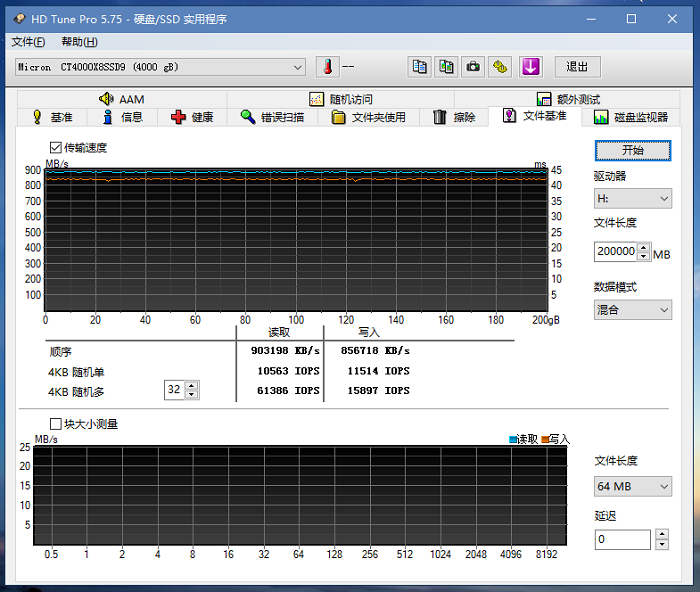 HD Tune Pro 5.75 - 硬盘/SSD 实用程序
文件(F) 帮助(H)
Micron CT4000X8SSD9 (4000 gB) -- 退出
AAM 随机访问 额外测试
基准 信息 健康 错误扫描 文件夹使用 擦除 文件基准 磁盘监视器
传输速度 开始
MB/s ms
900 45
800 40
700 35
600 30
500 25
400 20
300 15
200 10
100 5
0 20 40 60 80 100 120 140 160 180 200gB
驱动器
H:
文件长度
200000 MB
数据模式
混合
读取 写入
顺序 903198 KB/s 856718 KB/s
4KB 随机单 10563 IOPS 11514 IOPS
4KB 随机多 32 61386 IOPS 15897 IOPS
块大小测量
MB/s 读取 写入
25
20
15
10
5
0.5 1 2 4 8 16 32 64 128 256 512 1024 2048 4096 8192
文件长度
64 MB
延迟
0